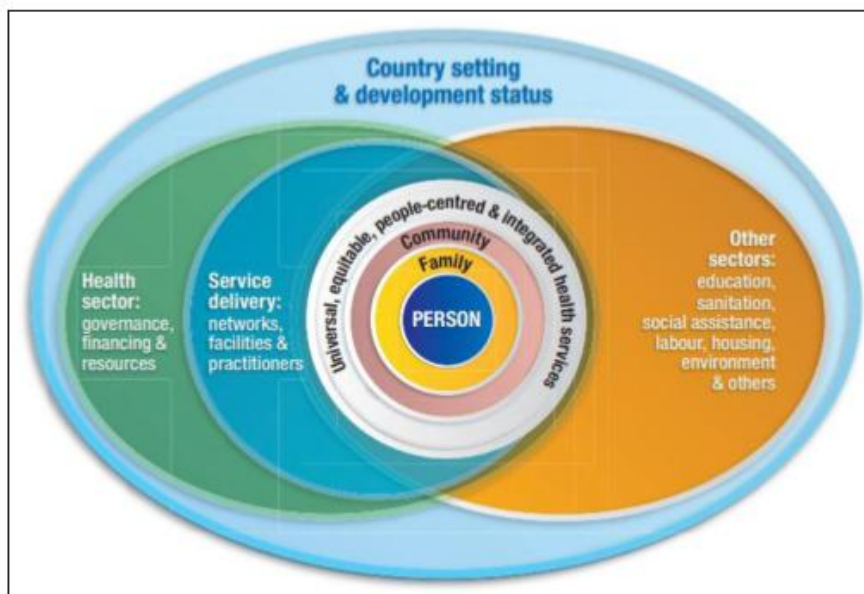 Country setting
& development status
Health
sector:
governance,
financing &
resources
Service
delivery:
networks,
facilities &
practitioners
Universal, equitable, people-centred & integrated health services
Community
Family
PERSON
Other
sectors:
education,
sanitation,
social assistance,
labour, housing,
environment
& others